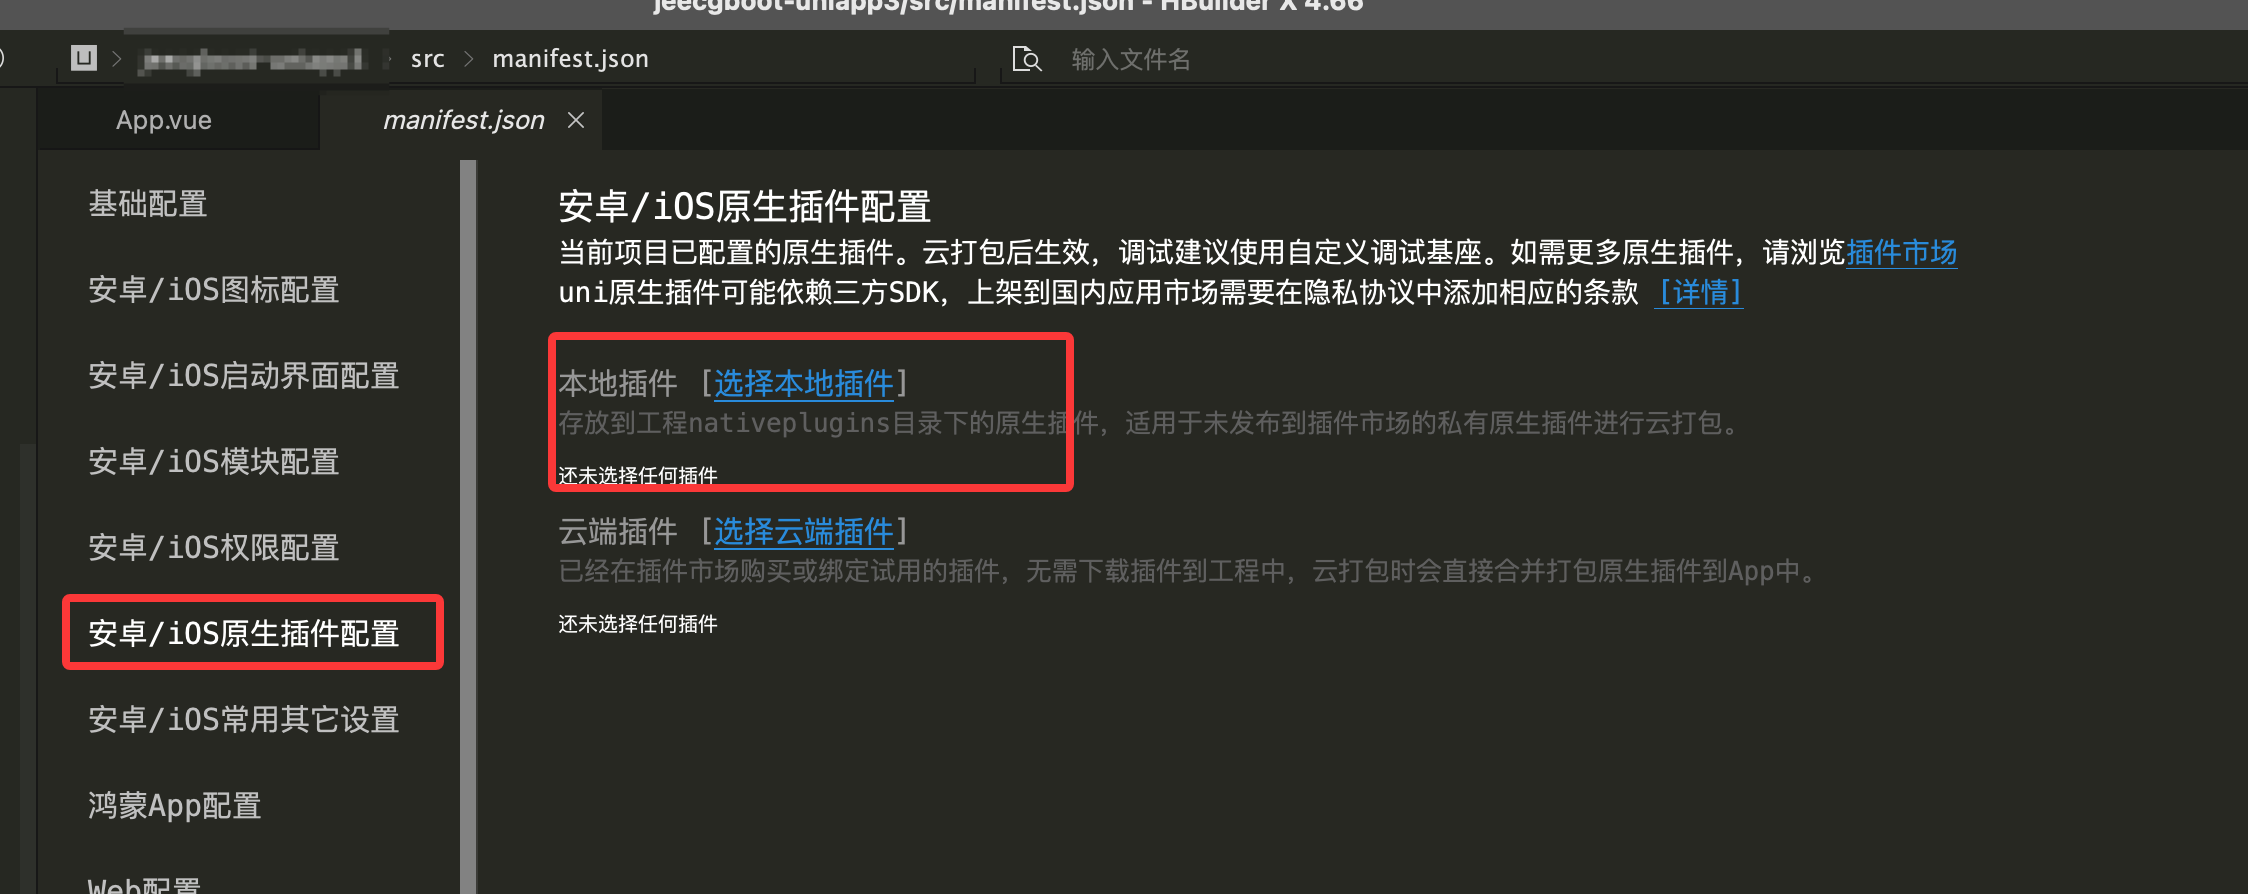 jeecgboot-uniapp3/src/manifest.json - HBuilder X 4.66
src
manifest.json
输入文件名
App.vue
manifest.json
基础配置
安卓/iOS图标配置
安卓/iOS启动界面配置
安卓/iOS模块配置
安卓/iOS权限配置
安卓/iOS原生插件配置
安卓/iOS常用其它设置
鸿蒙App配置
Web配置
安卓/iOS原生插件配置
当前项目已配置的原生插件。云打包后生效，调试建议使用自定义调试基座。如需更多原生插件，请浏览插件市场
uni原生插件可能依赖三方SDK，上架到国内应用市场需要在隐私协议中添加相应的条款 [详情]
本地插件 [选择本地插件]
存放到工程nativeplugins目录下的原生插件，适用于未发布到插件市场的私有原生插件进行云打包。
还未选择任何插件
云端插件 [选择云端插件]
已经在插件市场购买或绑定试用的插件，无需下载插件到工程中，云打包时会直接合并打包原生插件到App中。
还未选择任何插件